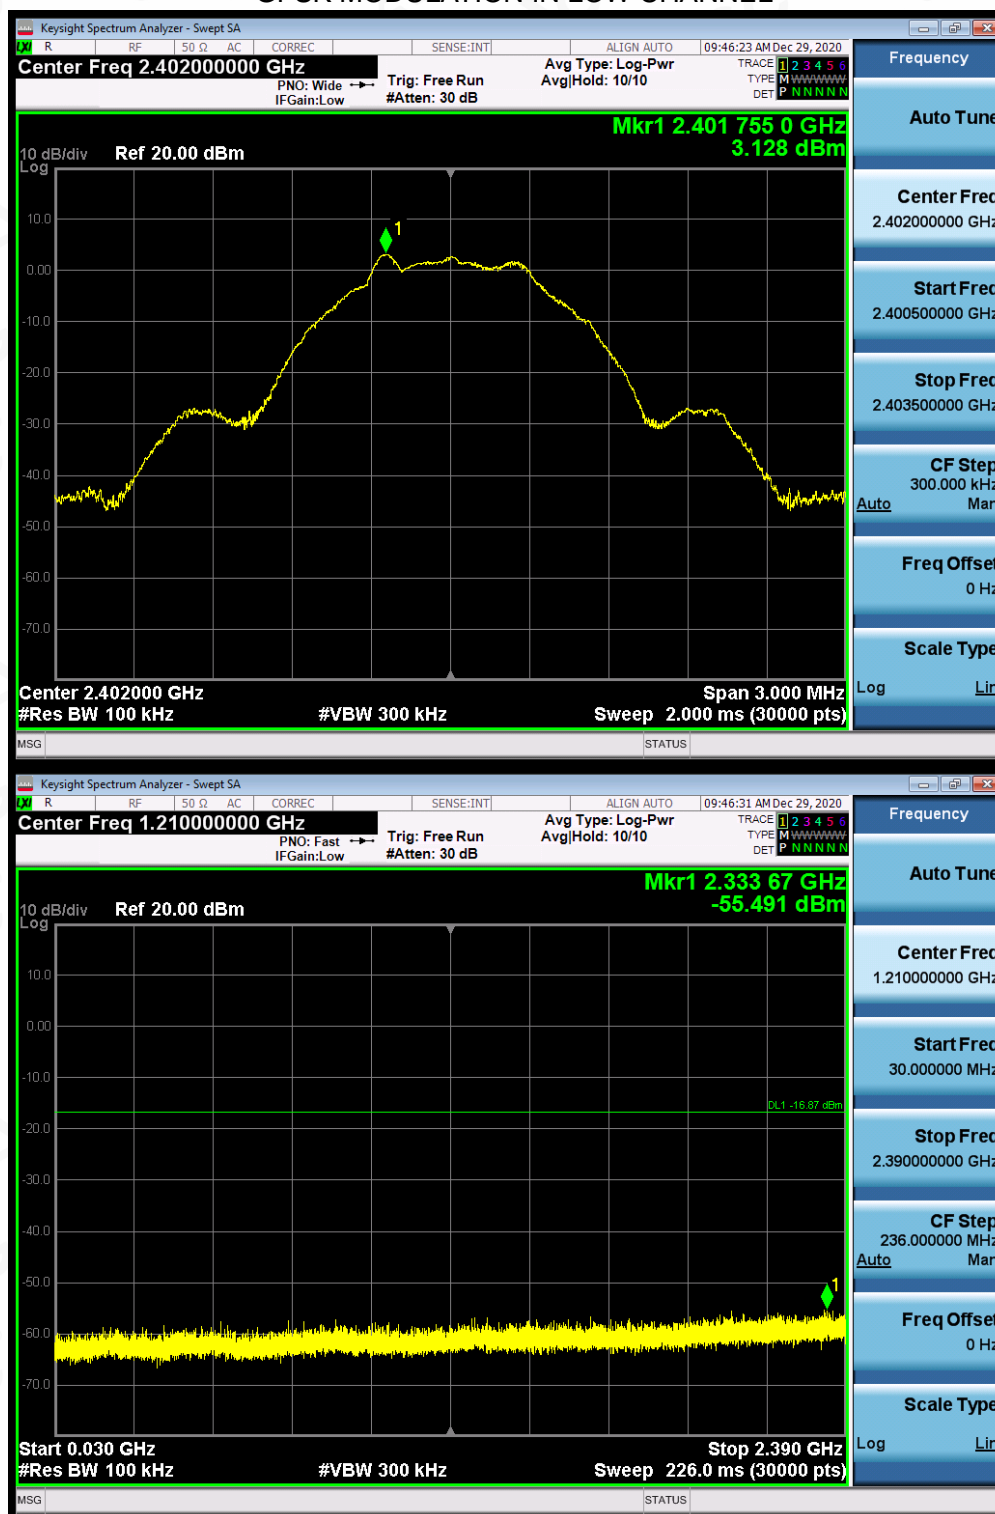 Keysight Spectrum Analyzer - Swept SA
LXI R RF 50 Ω AC CORREC SENSE:INT ALIGN AUTO 09:46:23 AM Dec 29, 2020
Center Freq 2.402000000 GHz
PNO: Wide
IFGain:Low
Trig: Free Run
#Atten: 30 dB
Avg Type: Log-Pwr
Avg|Hold: 10/10
TRACE 1 2 3 4 5 6
TYPE M WWWWW
DET P N N N N N
Mkr1 2.401 755 0 GHz
3.128 dBm
10 dB/div Ref 20.00 dBm
Log
1
10.0
0.00
-10.0
-20.0
-30.0
-40.0
-50.0
-60.0
-70.0
Center 2.402000 GHz Span 3.000 MHz
#Res BW 100 kHz #VBW 300 kHz Sweep 2.000 ms (30000 pts)
MSG STATUS
Frequency
Auto Tune
Center Freq
2.402000000 GHz
Start Freq
2.400500000 GHz
Stop Freq
2.403500000 GHz
CF Step
300.000 kHz
Auto Man
Freq Offset
0 Hz
Scale Type
Log Lin
Keysight Spectrum Analyzer - Swept SA
LXI R RF 50 Ω AC CORREC SENSE:INT ALIGN AUTO 09:46:31 AM Dec 29, 2020
Center Freq 1.210000000 GHz
PNO: Fast
IFGain:Low
Trig: Free Run
#Atten: 30 dB
Avg Type: Log-Pwr
Avg|Hold: 10/10
TRACE 1 2 3 4 5 6
TYPE M WWWWW
DET P N N N N N
Mkr1 2.333 67 GHz
-55.491 dBm
10 dB/div Ref 20.00 dBm
Log
10.0
0.00
-10.0
DL1 -16.87 dBm
-20.0
-30.0
-40.0
-50.0
1
-60.0
-70.0
Start 0.030 GHz Stop 2.390 GHz
#Res BW 100 kHz #VBW 300 kHz Sweep 226.0 ms (30000 pts)
MSG STATUS
Frequency
Auto Tune
Center Freq
1.210000000 GHz
Start Freq
30.000000 MHz
Stop Freq
2.390000000 GHz
CF Step
236.000000 MHz
Auto Man
Freq Offset
0 Hz
Scale Type
Log Lin